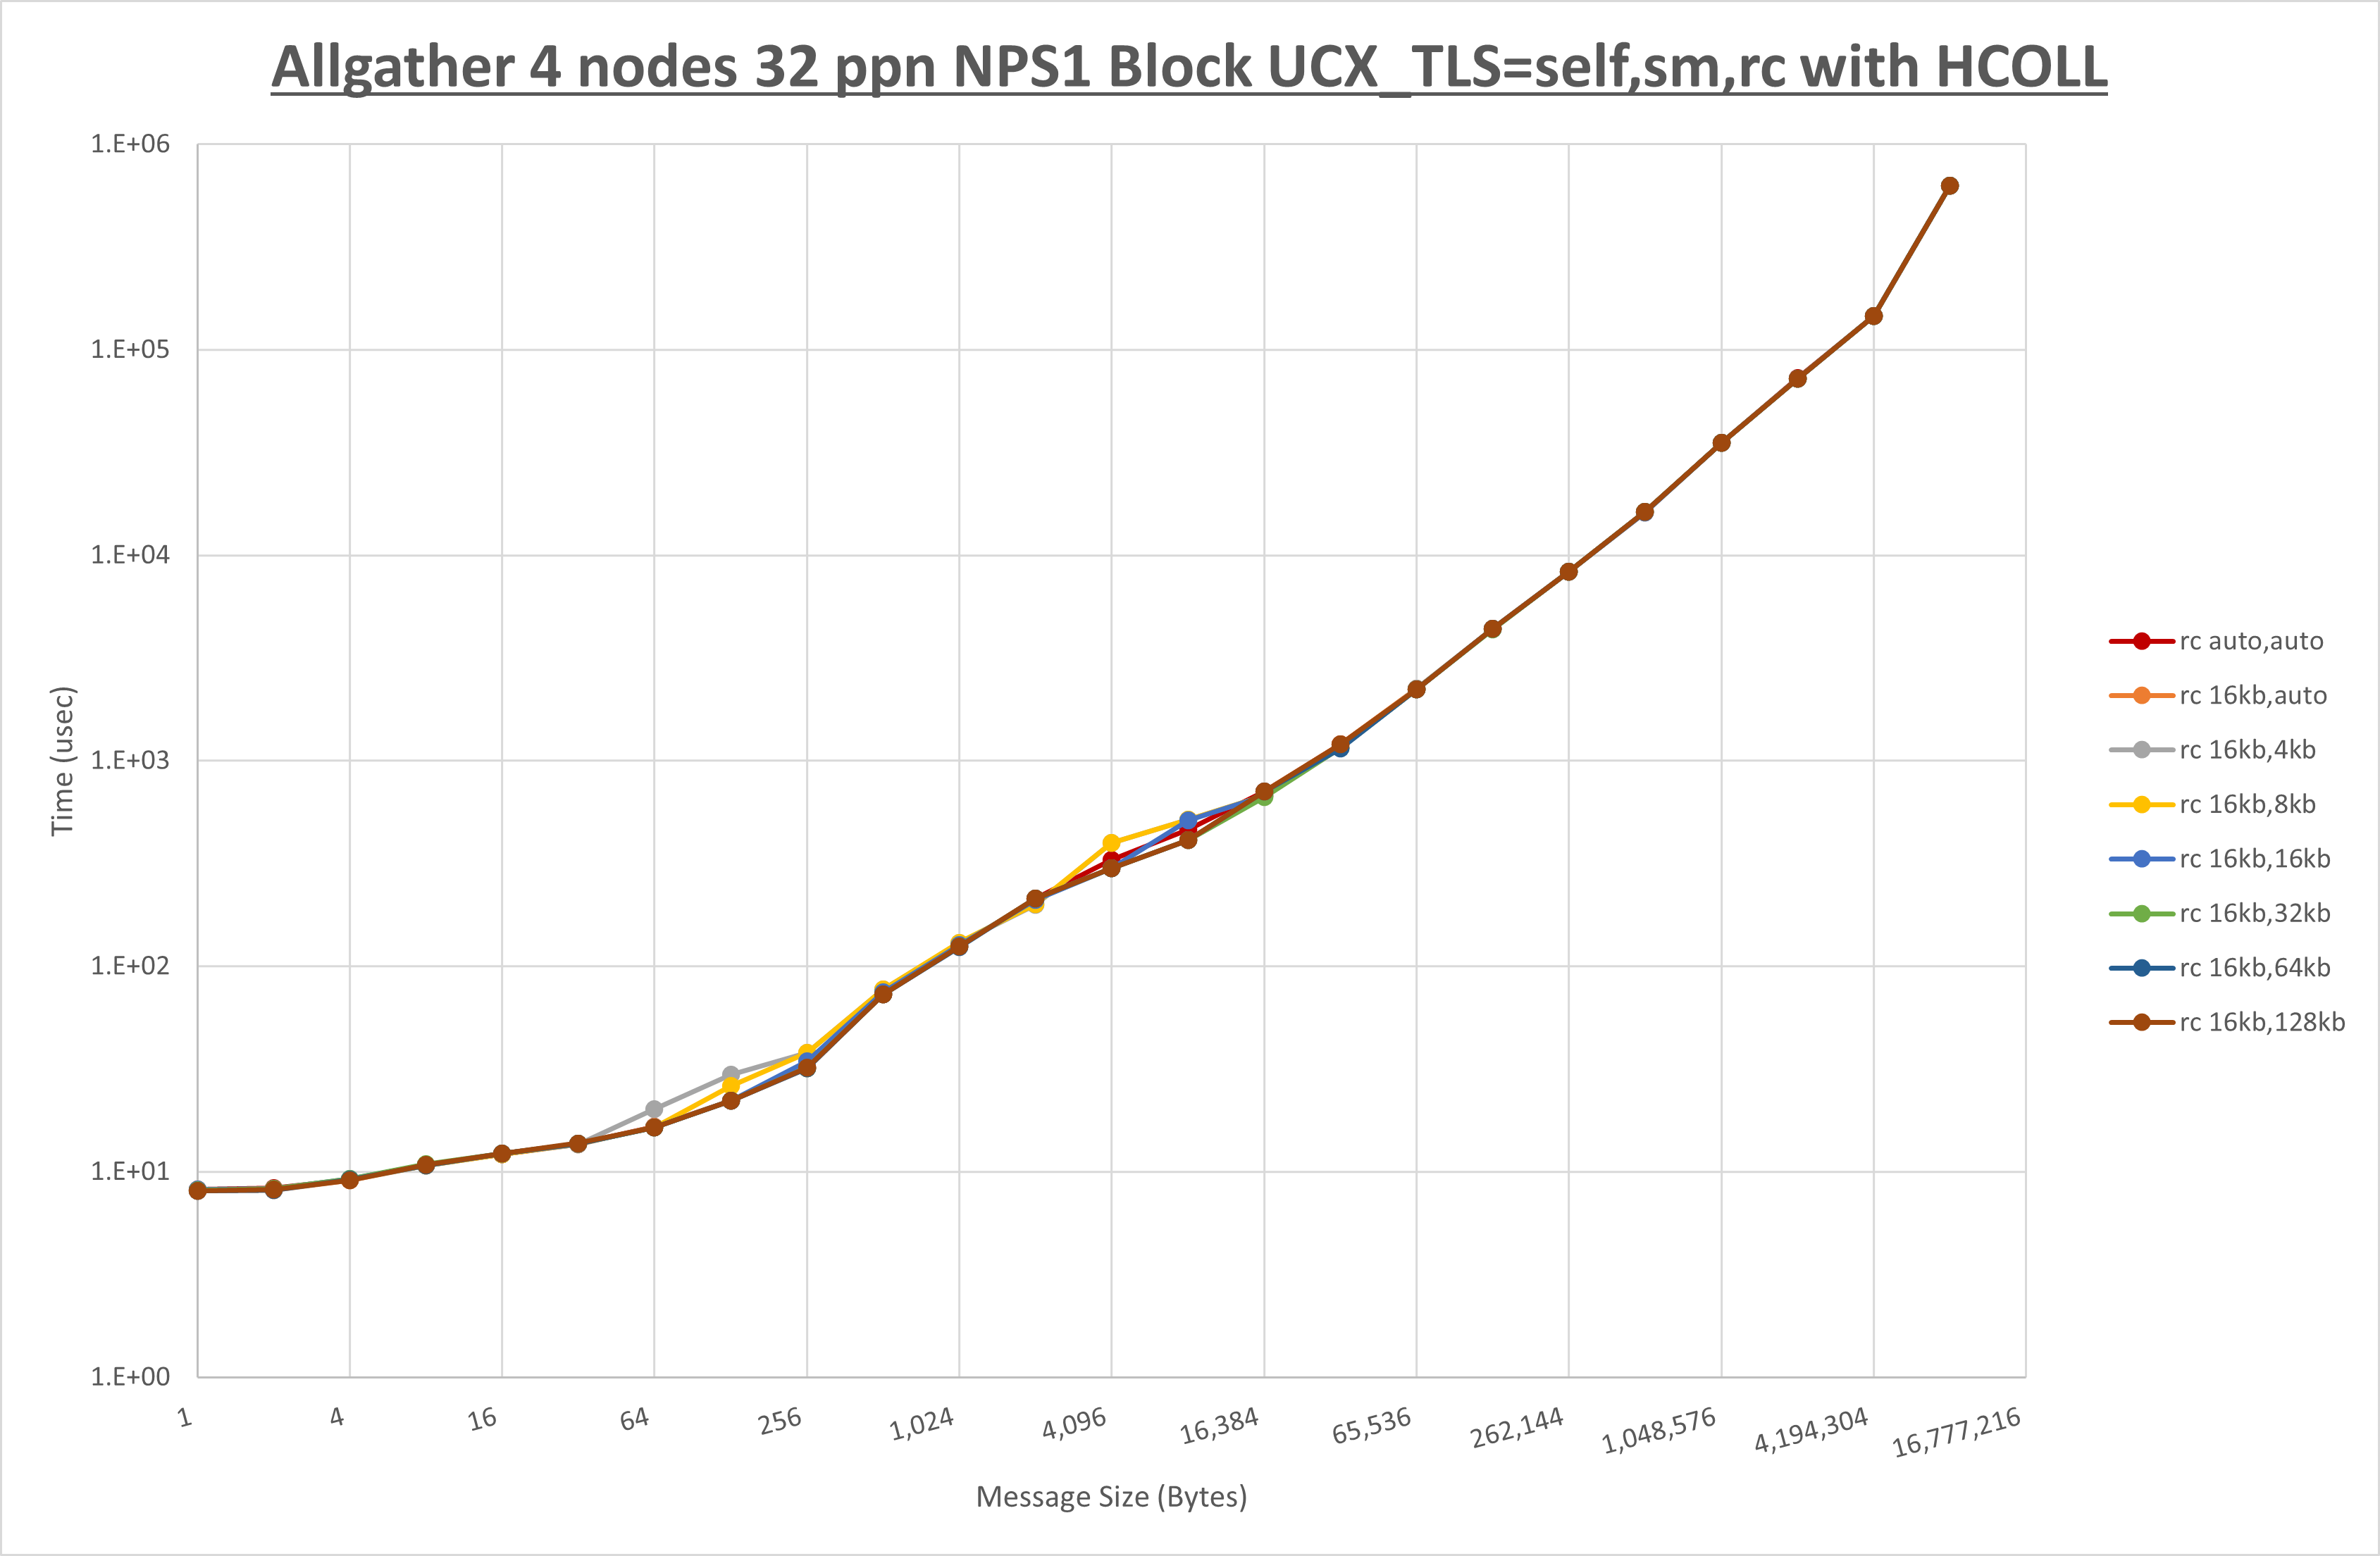 Allgather 4 nodes 32 ppn NPS1 Block UCX_TLS=self,sm,rc with HCOLL
1.E+06
1.E+05
1.E+04
1.E+03
1.E+02
1.E+01
1.E+00
Time (usec)
1
4
16
64
256
1,024
4,096
16,384
65,536
262,144
1,048,576
4,194,304
16,777,216
Message Size (Bytes)
rc auto,auto
rc 16kb,auto
rc 16kb,4kb
rc 16kb,8kb
rc 16kb,16kb
rc 16kb,32kb
rc 16kb,64kb
rc 16kb,128kb